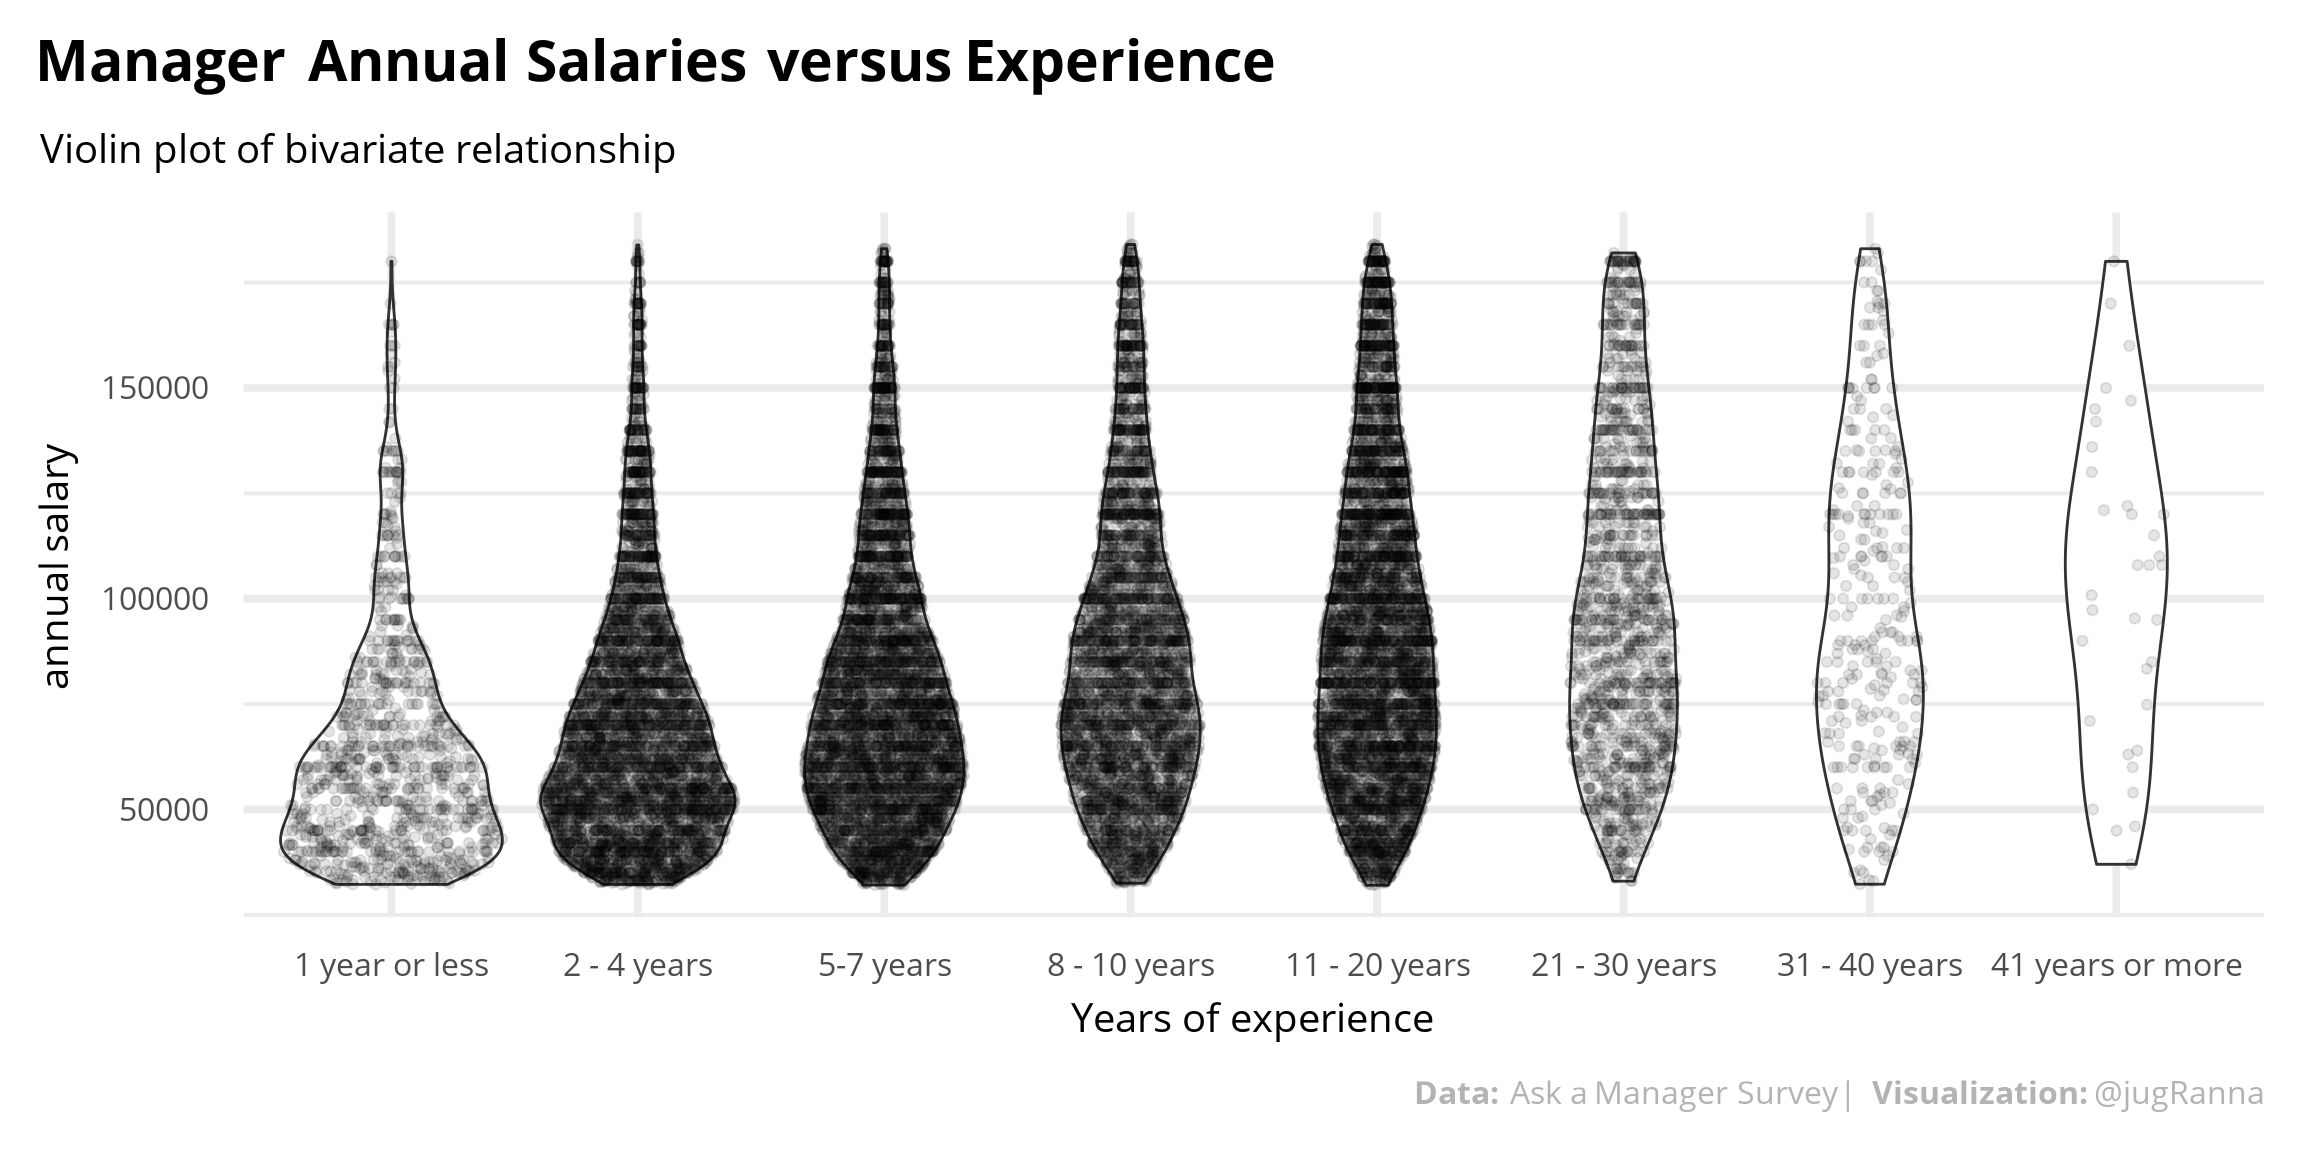 Manager Annual Salaries versus Experience
Violin plot of bivariate relationship
annual salary
150000
100000
50000
1 year or less 2 - 4 years 5-7 years 8 - 10 years 11 - 20 years 21 - 30 years 31 - 40 years 41 years or more
Years of experience
Data: Ask a Manager Survey| Visualization: @jugRanna